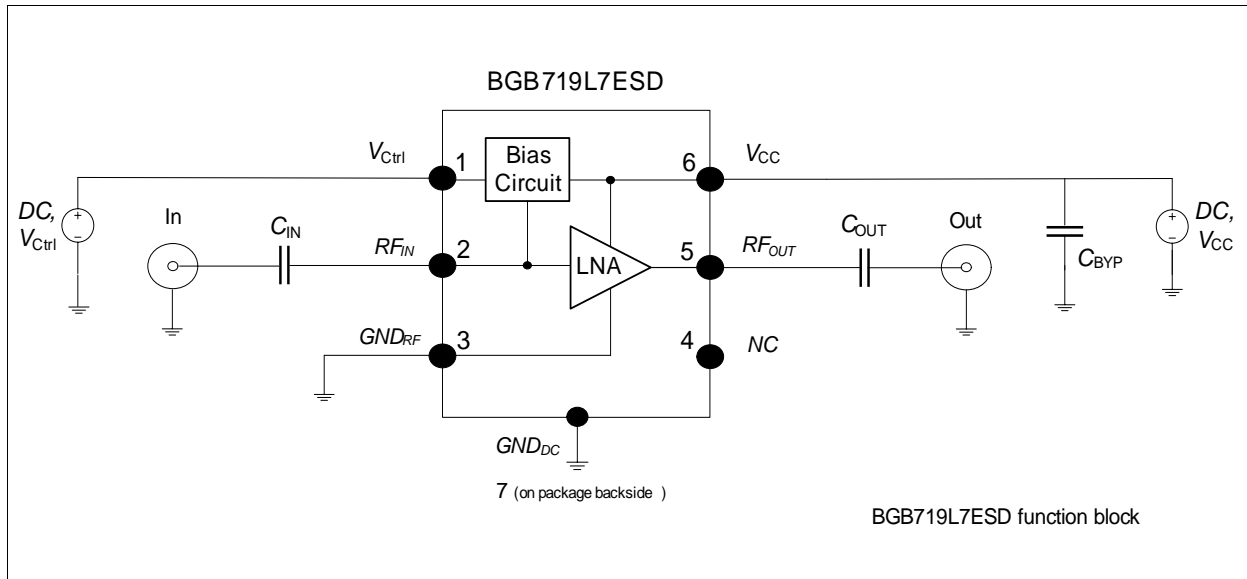 BGB719L7ESD
VCtrl
1
Bias
Circuit
6
VCC
DC,
VCtrl
+
−
In
CIN
RFIN
2
LNA
5
RFOUT
COUT
Out
CBYP
+
−
DC,
VCC
GNDRF
3
4
NC
GNDDC
7 (on package backside )
BGB719L7ESD function block